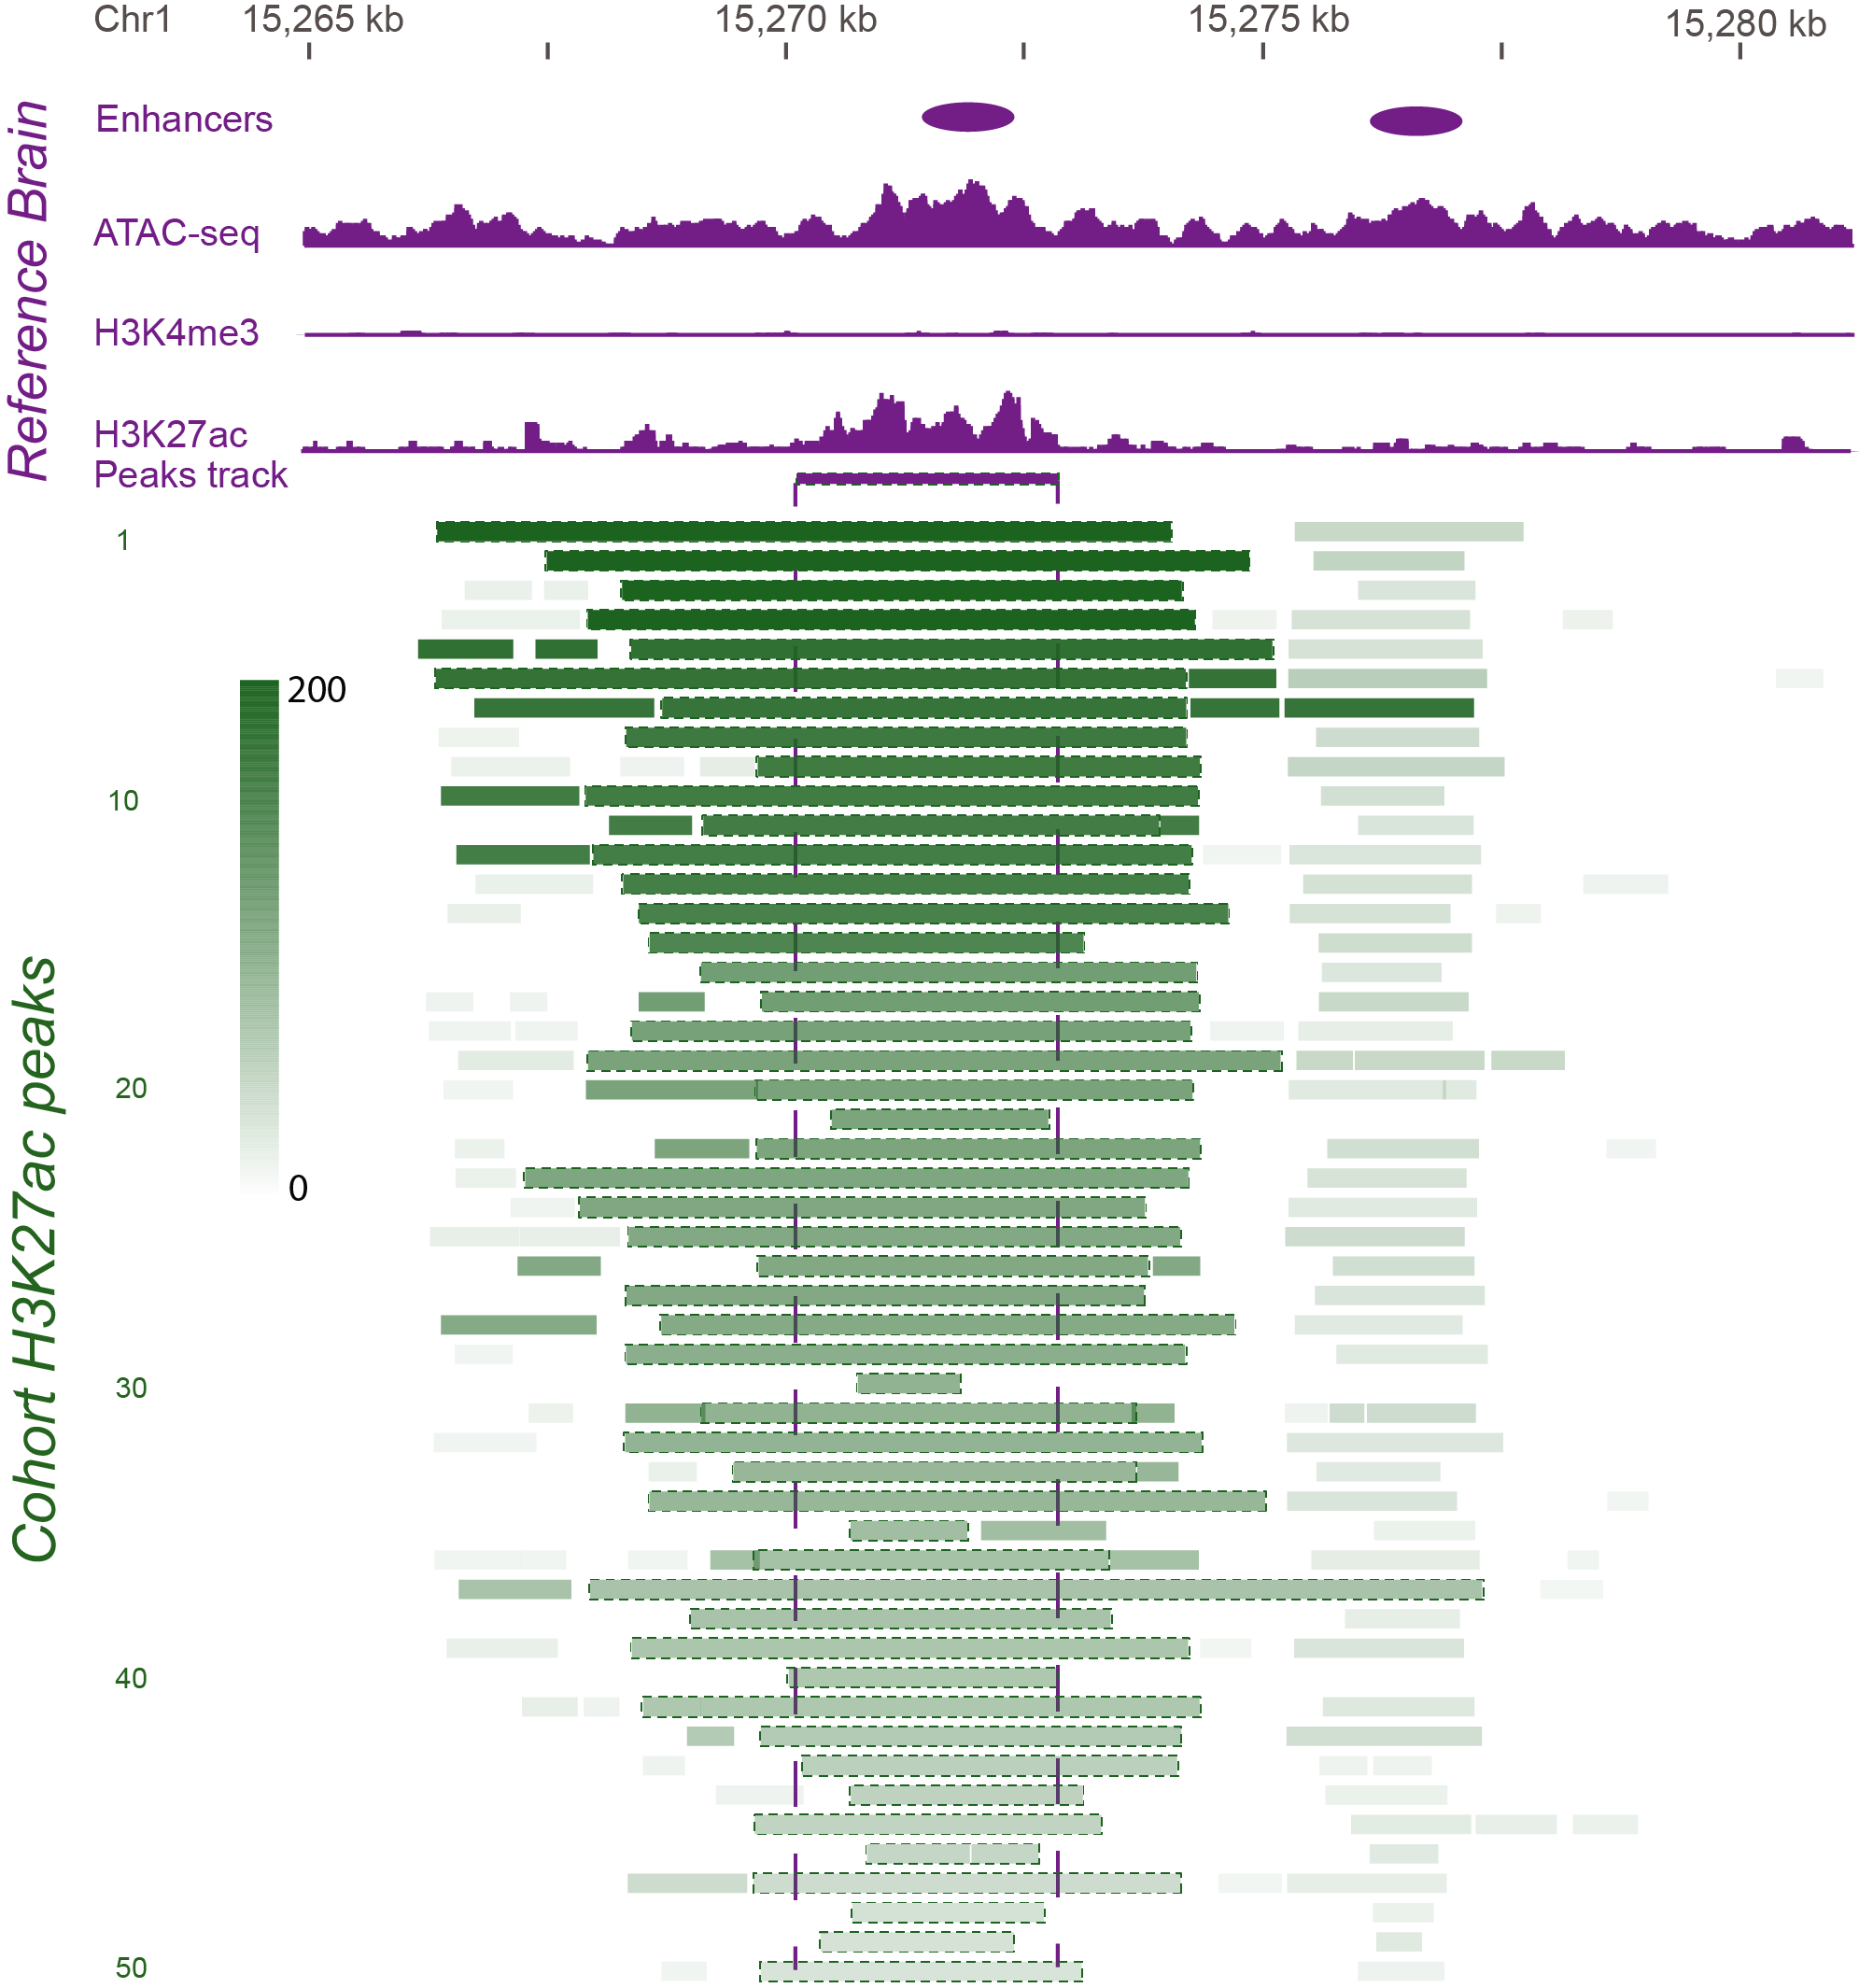 Chr1 15,265 kb 15,270 kb 15,275 kb 15,280 kb
Reference Brain
Enhancers
ATAC-seq
H3K4me3
H3K27ac
Peaks track
Cohort H3K27ac peaks
1
200
10
20
0
30
40
50